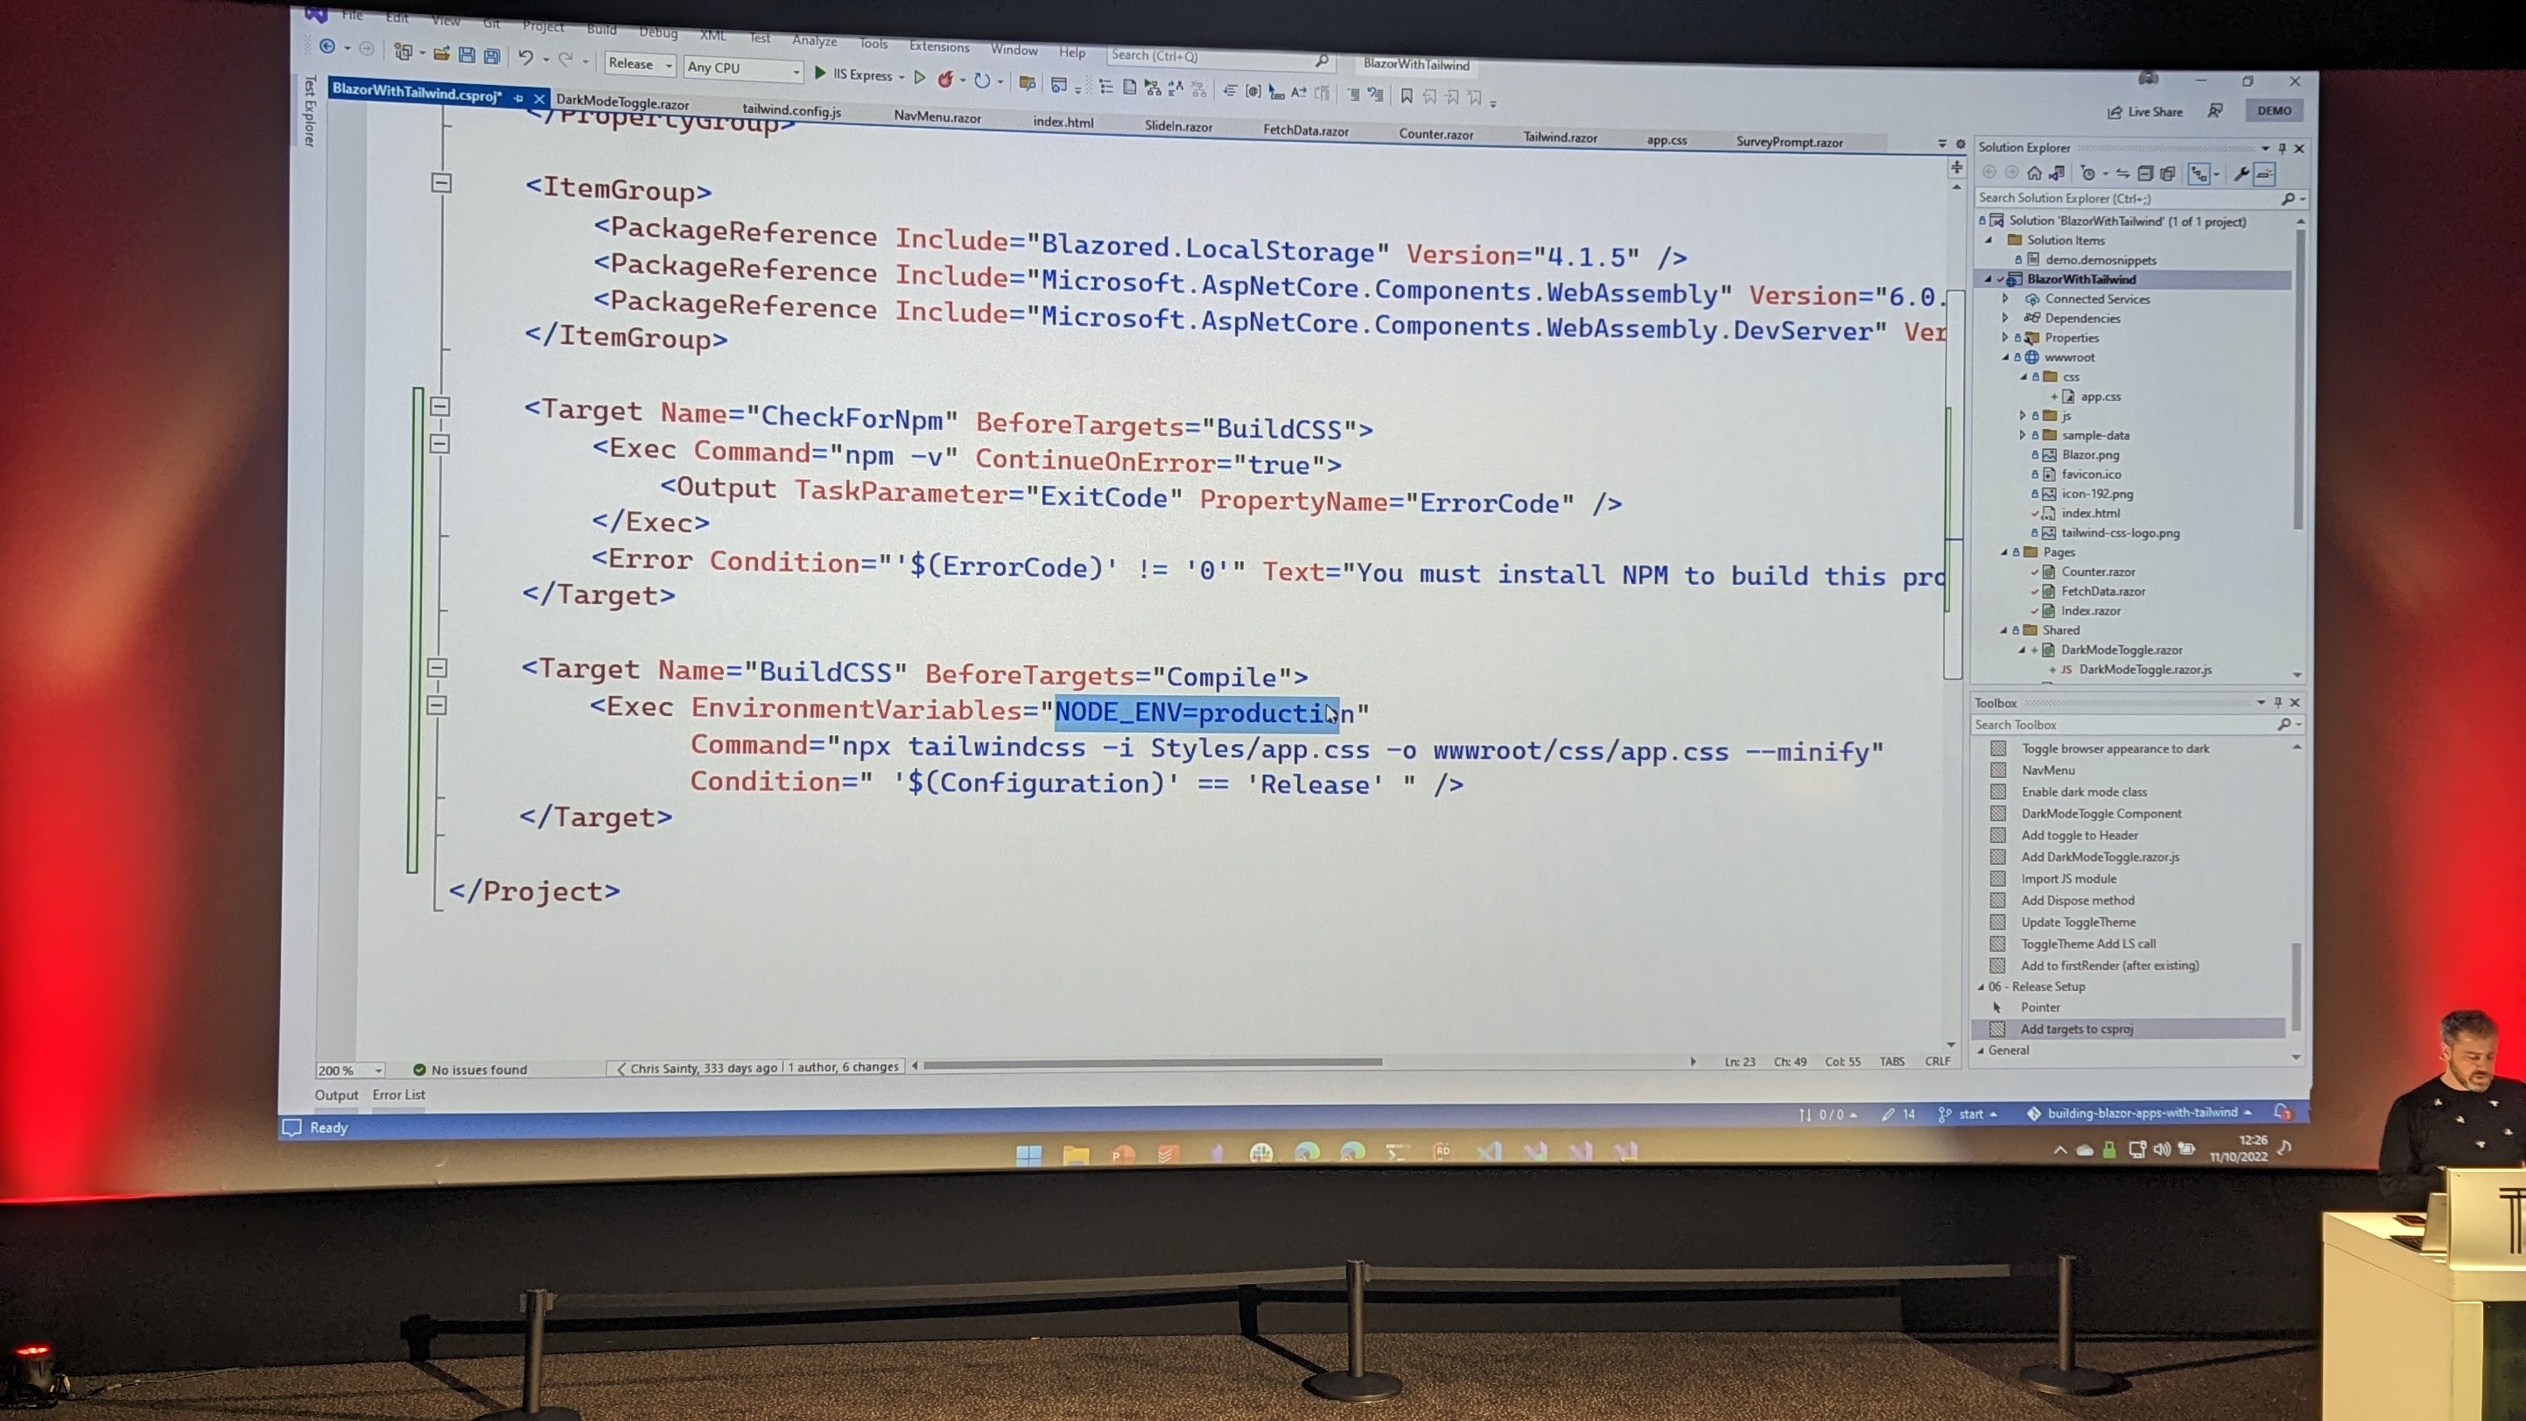 File Edit View Git Project Build Debug XML Test Analyze Tools Extensions Window Help Search (Ctrl+Q) BlazorWithTailwind
Release Any CPU IIS Express Live Share DEMO
Test Explorer
BlazorWithTailwind.csproj* DarkModeToggle.razor tailwind.config.js NavMenu.razor index.html SlideIn.razor FetchData.razor Counter.razor Tailwind.razor app.css SurveyPrompt.razor
</PropertyGroup>
<ItemGroup>
<PackageReference Include="Blazored.LocalStorage" Version="4.1.5" />
<PackageReference Include="Microsoft.AspNetCore.Components.WebAssembly" Version="6.0.
<PackageReference Include="Microsoft.AspNetCore.Components.WebAssembly.DevServer" Ver
</ItemGroup>
<Target Name="CheckForNpm" BeforeTargets="BuildCSS">
<Exec Command="npm -v" ContinueOnError="true">
<Output TaskParameter="ExitCode" PropertyName="ErrorCode" />
</Exec>
<Error Condition="'$(ErrorCode)' != '0'" Text="You must install NPM to build this pro
</Target>
<Target Name="BuildCSS" BeforeTargets="Compile">
<Exec EnvironmentVariables="NODE_ENV=production"
Command="npx tailwindcss -i Styles/app.css -o wwwroot/css/app.css --minify"
Condition=" '$(Configuration)' == 'Release' " />
</Target>
</Project>
200 % No issues found Chris Sainty, 333 days ago | 1 author, 6 changes Ln: 23 Ch: 49 Col: 55 TABS CRLF
Output Error List
Ready 0 / 0 14 start building-blazor-apps-with-tailwind 1
Solution Explorer
Search Solution Explorer (Ctrl+;)
Solution 'BlazorWithTailwind' (1 of 1 project)
Solution Items
demo.demosnippets
BlazorWithTailwind
Connected Services
Dependencies
Properties
wwwroot
css
app.css
js
sample-data
Blazor.png
favicon.ico
icon-192.png
index.html
tailwind-css-logo.png
Pages
Counter.razor
FetchData.razor
Index.razor
Shared
DarkModeToggle.razor
JS DarkModeToggle.razor.js
Toolbox
Search Toolbox
Toggle browser appearance to dark
NavMenu
Enable dark mode class
DarkModeToggle Component
Add toggle to Header
Add DarkModeToggle.razor.js
Import JS module
Add Dispose method
Update ToggleTheme
ToggleTheme Add LS call
Add to firstRender (after existing)
06 - Release Setup
Pointer
Add targets to csproj
General
RD
12:26
11/10/2022